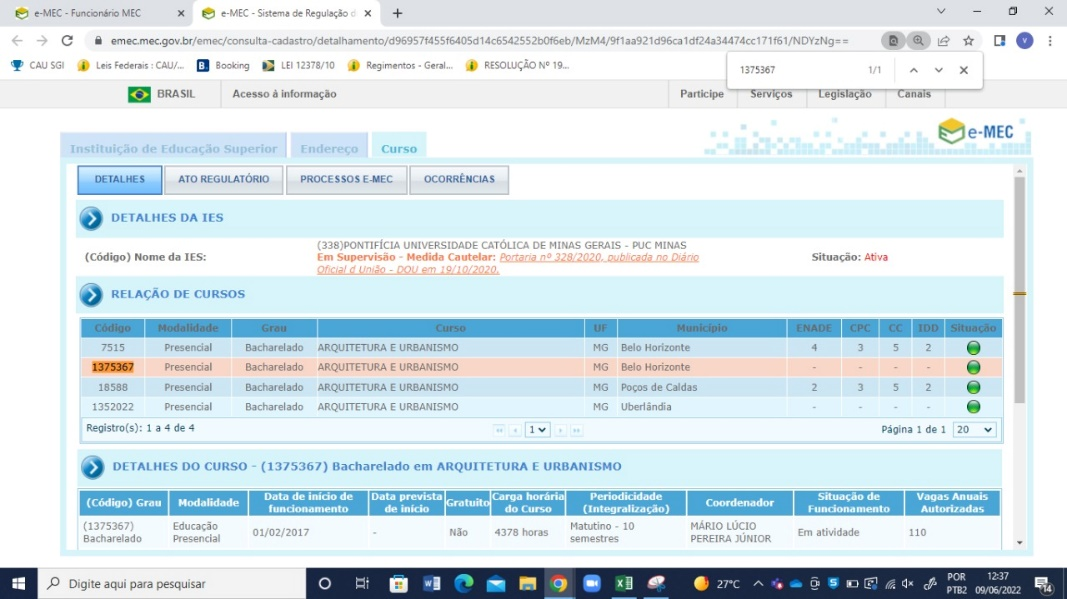 e-MEC - Funcionário MEC
e-MEC - Sistema de Regulação d
emec.mec.gov.br/emec/consulta-cadastro/detalhamento/d96957f455f6405d14c6542552b0f6eb/MzM4/9f1aa921d96ca1df24a34474cc171f61/NDYzNg==
CAU SGI Leis Federais : CAU/... Booking LEI 12378/10 Regimentos - Geral... RESOLUÇÃO Nº 19...
1375367 1/1
BRASIL Acesso à informação Participe Serviços Legislação Canais
e-MEC
Instituição de Educação Superior Endereço Curso
DETALHES ATO REGULATÓRIO PROCESSOS E-MEC OCORRÊNCIAS
DETALHES DA IES
(Código) Nome da IES:
(338)PONTIFÍCIA UNIVERSIDADE CATÓLICA DE MINAS GERAIS - PUC MINAS
Em Supervisão - Medida Cautelar: Portaria nº 328/2020, publicada no Diário
Oficial d União - DOU em 19/10/2020.
Situação: Ativa
RELAÇÃO DE CURSOS
Código Modalidade Grau Curso UF Município ENADE CPC CC IDD Situação
7515 Presencial Bacharelado ARQUITETURA E URBANISMO MG Belo Horizonte 4 3 5 2
1375367 Presencial Bacharelado ARQUITETURA E URBANISMO MG Belo Horizonte - - - -
18588 Presencial Bacharelado ARQUITETURA E URBANISMO MG Poços de Caldas 2 3 5 2
1352022 Presencial Bacharelado ARQUITETURA E URBANISMO MG Uberlândia - - - -
Registro(s): 1 a 4 de 4 1 Página 1 de 1 20
DETALHES DO CURSO - (1375367) Bacharelado em ARQUITETURA E URBANISMO
(Código) Grau Modalidade Data de início de funcionamento Data prevista de início Gratuito Carga horária do Curso Periodicidade (Integralização) Coordenador Situação de Funcionamento Vagas Anuais Autorizadas
(1375367) Bacharelado Educação Presencial 01/02/2017 - Não 4378 horas Matutino - 10 semestres MÁRIO LÚCIO PEREIRA JÚNIOR Em atividade 110
Digite aqui para pesquisar
27°C
POR
PTB2
12:37
09/06/2022
14